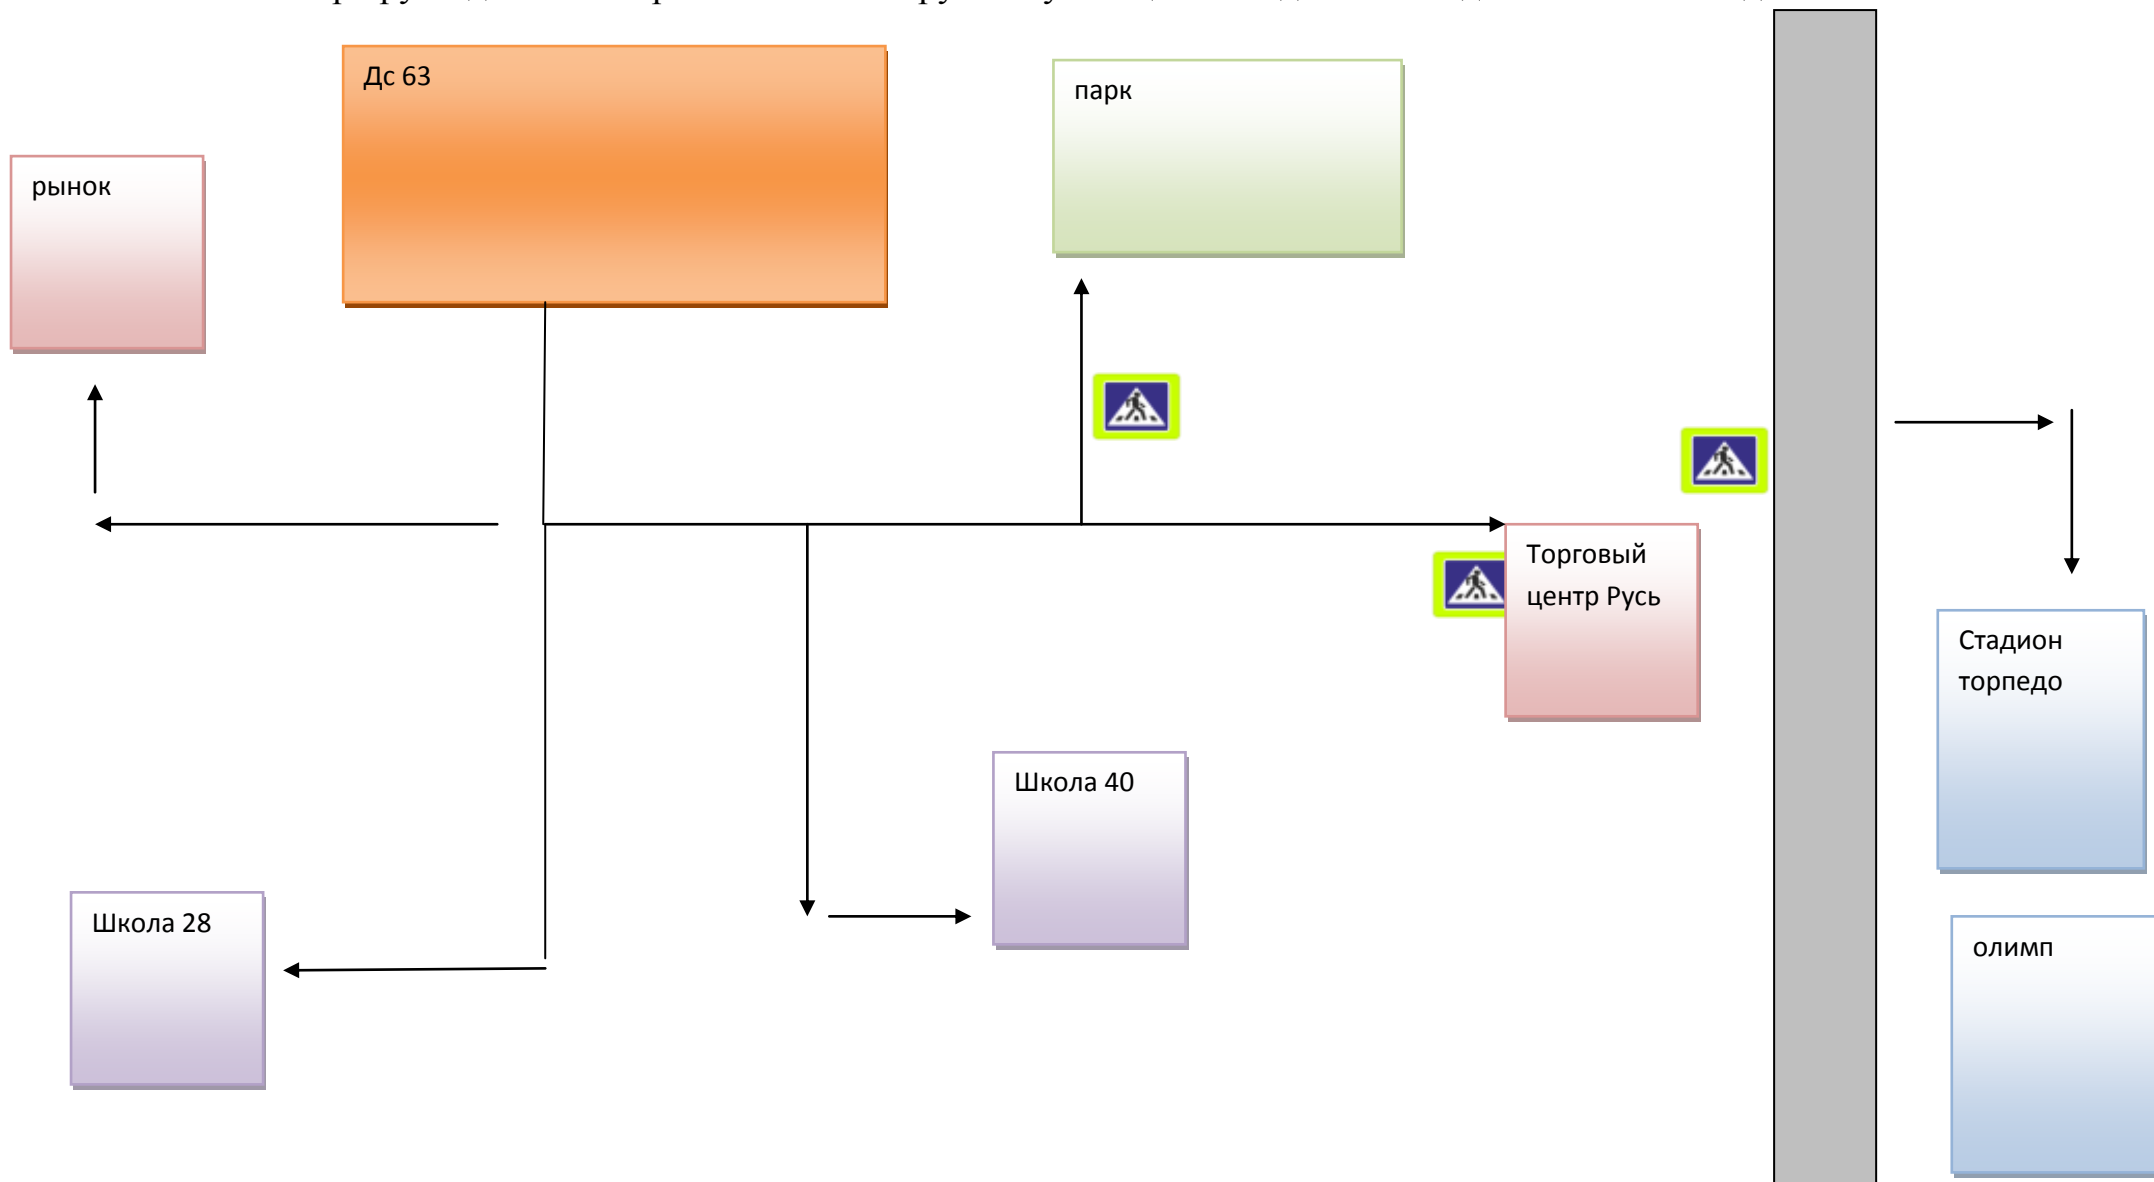 Дс 63
парк
рынок
Торговый
центр Русь
Стадион
торпедо
Школа 40
Школа 28
олимп